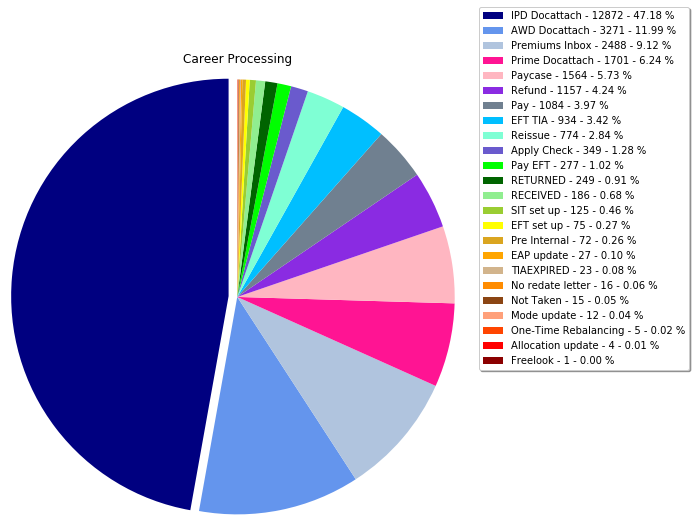 Career Processing
IPD Docattach - 12872 - 47.18 %
AWD Docattach - 3271 - 11.99 %
Premiums Inbox - 2488 - 9.12 %
Prime Docattach - 1701 - 6.24 %
Paycase - 1564 - 5.73 %
Refund - 1157 - 4.24 %
Pay - 1084 - 3.97 %
EFT TIA - 934 - 3.42 %
Reissue - 774 - 2.84 %
Apply Check - 349 - 1.28 %
Pay EFT - 277 - 1.02 %
RETURNED - 249 - 0.91 %
RECEIVED - 186 - 0.68 %
SIT set up - 125 - 0.46 %
EFT set up - 75 - 0.27 %
Pre Internal - 72 - 0.26 %
EAP update - 27 - 0.10 %
TIAEXPIRED - 23 - 0.08 %
No redate letter - 16 - 0.06 %
Not Taken - 15 - 0.05 %
Mode update - 12 - 0.04 %
One-Time Rebalancing - 5 - 0.02 %
Allocation update - 4 - 0.01 %
Freelook - 1 - 0.00 %